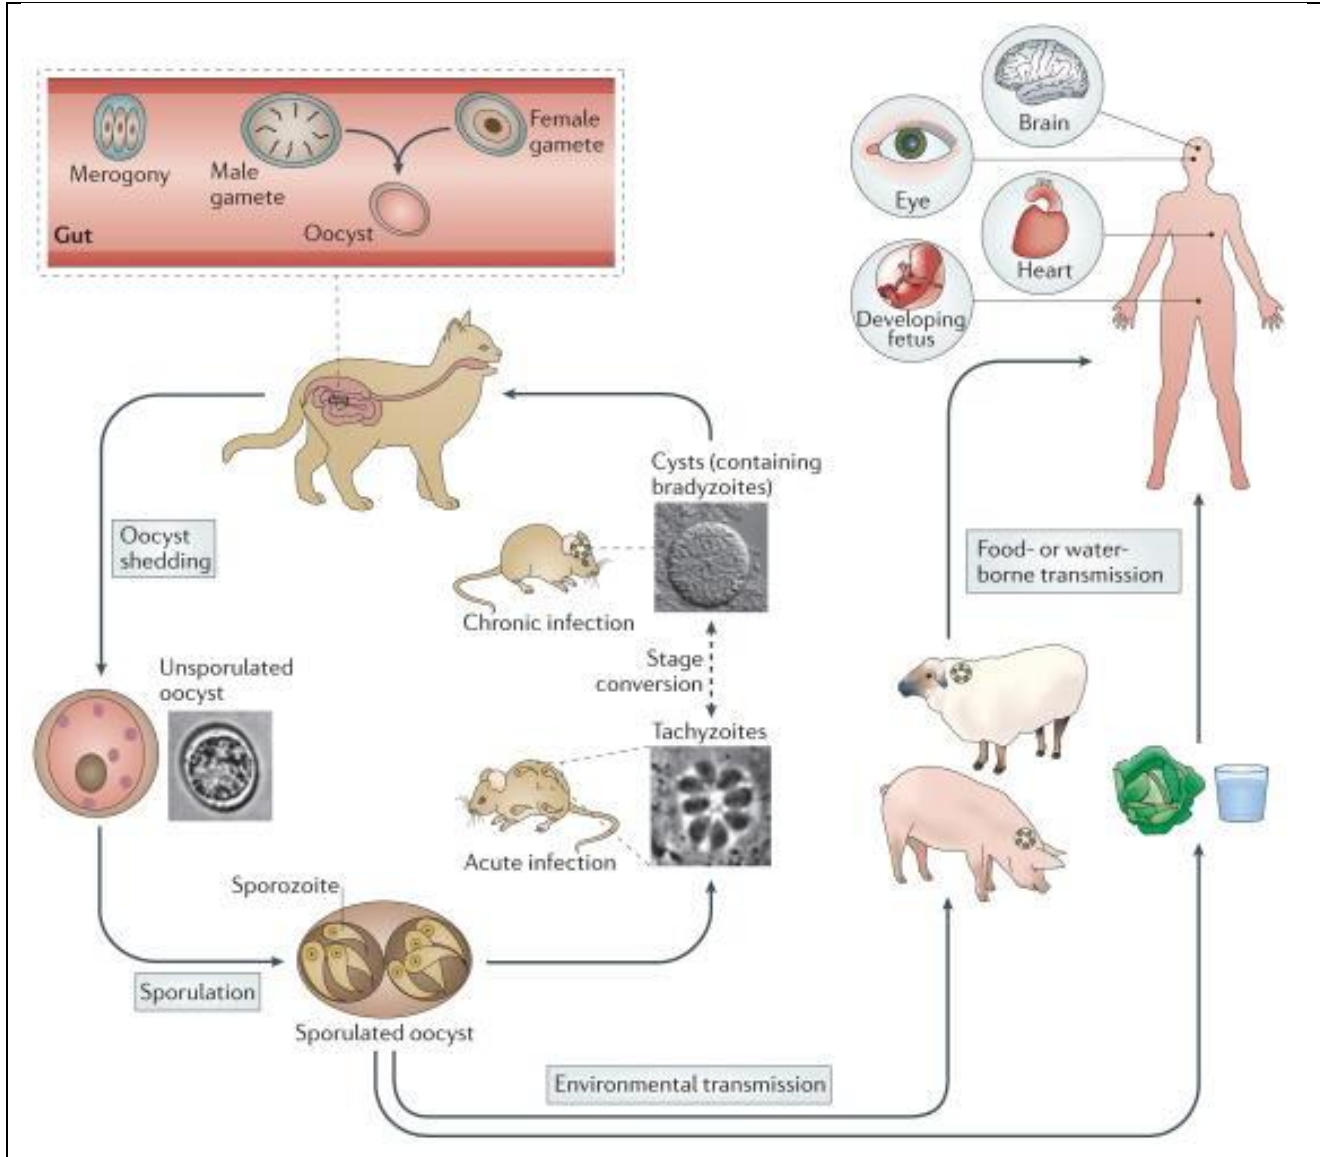 Merogony
Male
gamete
Female
gamete
Oocyst
Gut
Brain
Eye
Heart
Developing
fetus
Oocyst
shedding
Cysts (containing
bradyzoites)
Chronic infection
Stage
conversion
Tachyzoites
Acute infection
Unsporulated
oocyst
Sporozoite
Sporulation
Sporulated oocyst
Environmental transmission
Food- or water-
borne transmission